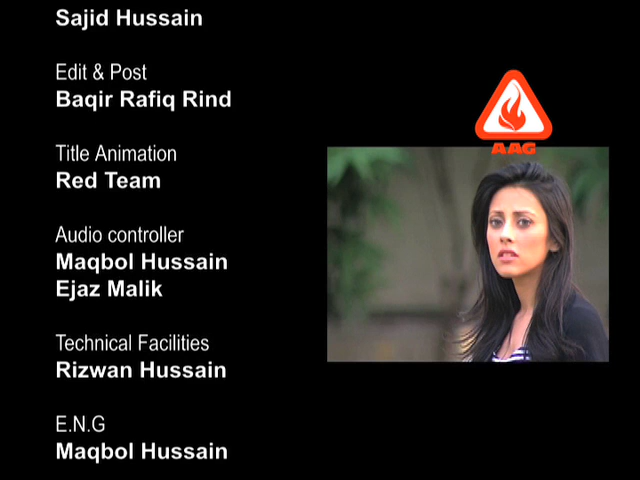 Sajid Hussain
Edit & Post
Baqir Rafiq Rind
Title Animation
Red Team
Audio controller
Maqbol Hussain
Ejaz Malik
Technical Facilities
Rizwan Hussain
E.N.G
Maqbol Hussain
AAG